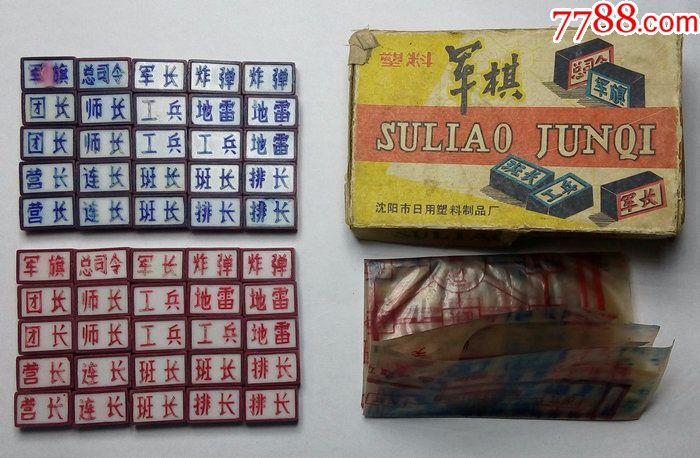 7788.com
军旗 总司令 军长 炸弹 炸弹
团长 师长 工兵 地雷 地雷
团长 师长 工兵 工兵 地雷
营长 连长 班长 班长 排长
营长 连长 班长 排长 排长
军旗 总司令 军长 炸弹 炸弹
团长 师长 工兵 地雷 地雷
团长 师长 工兵 工兵 地雷
营长 连长 班长 班长 排长
营长 连长 班长 排长 排长
塑料 军棋
总司令
军旗
SULIAO JUNQI
班长
工兵
军长
沈阳市日用塑料制品厂